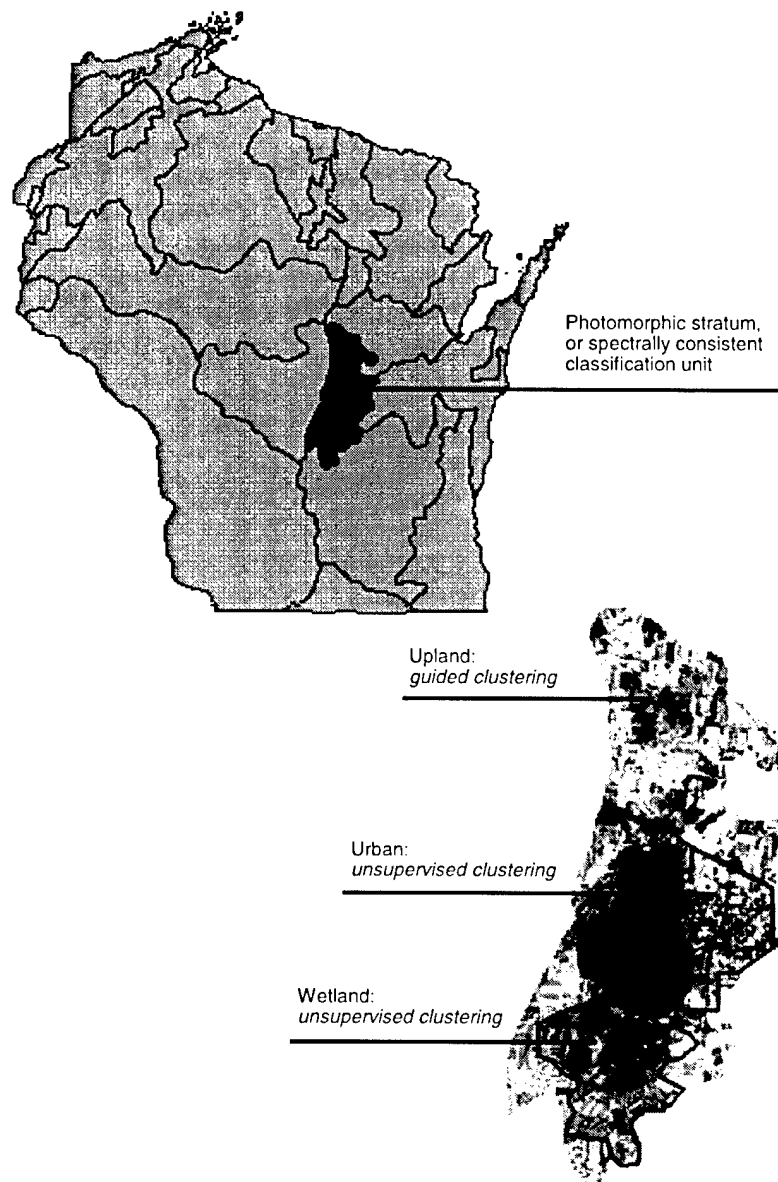 Photomorphic stratum,
or spectrally consistent
classification unit
Upland:
guided clustering
Urban:
unsupervised clustering
Wetland:
unsupervised clustering